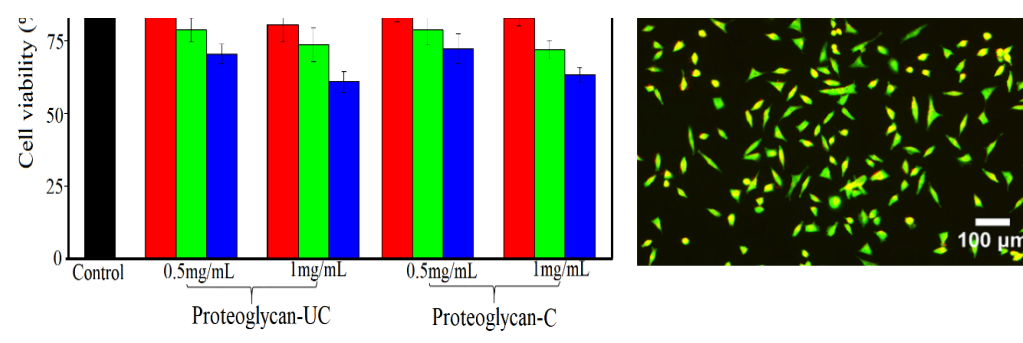 Cell viability (%
75
50
25
0
Control
0.5mg/mL
1mg/mL
0.5mg/mL
1mg/mL
Proteoglycan-UC
Proteoglycan-C
100 µm